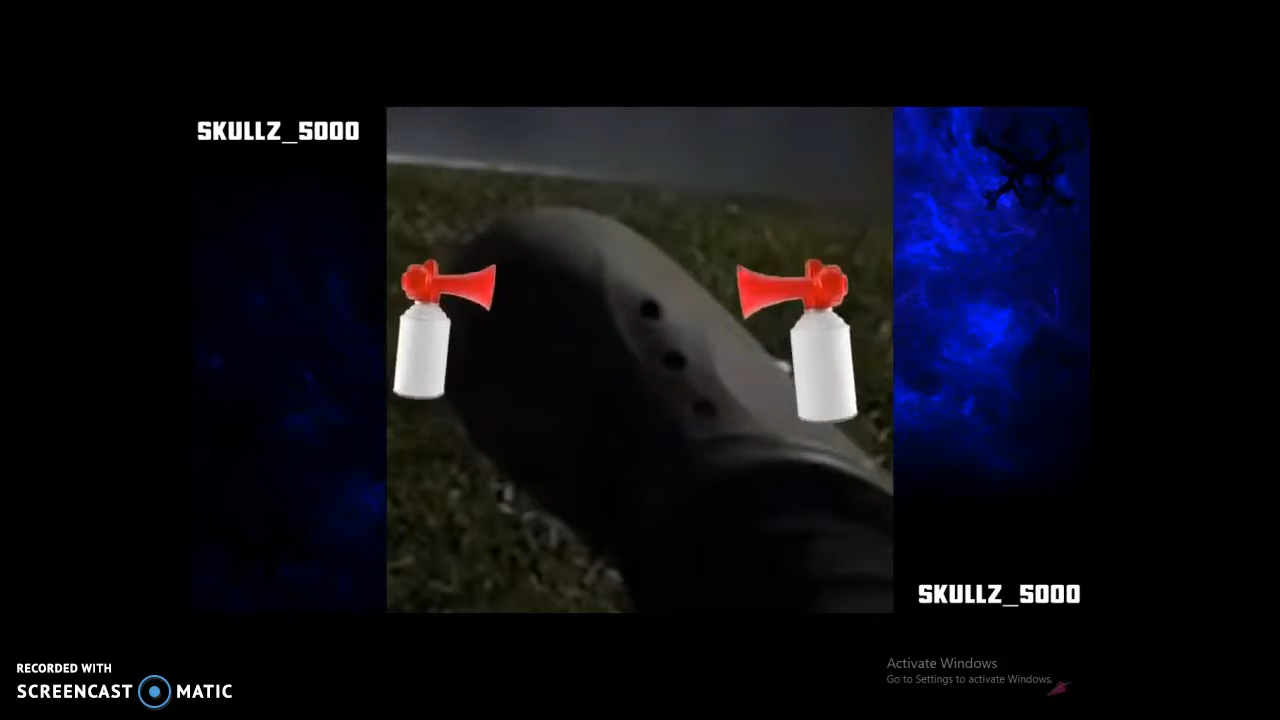 SKULLZ_5000
SKULLZ_5000
RECORDED WITH
SCREENCAST MATIC
Activate Windows
Go to Settings to activate Windows.